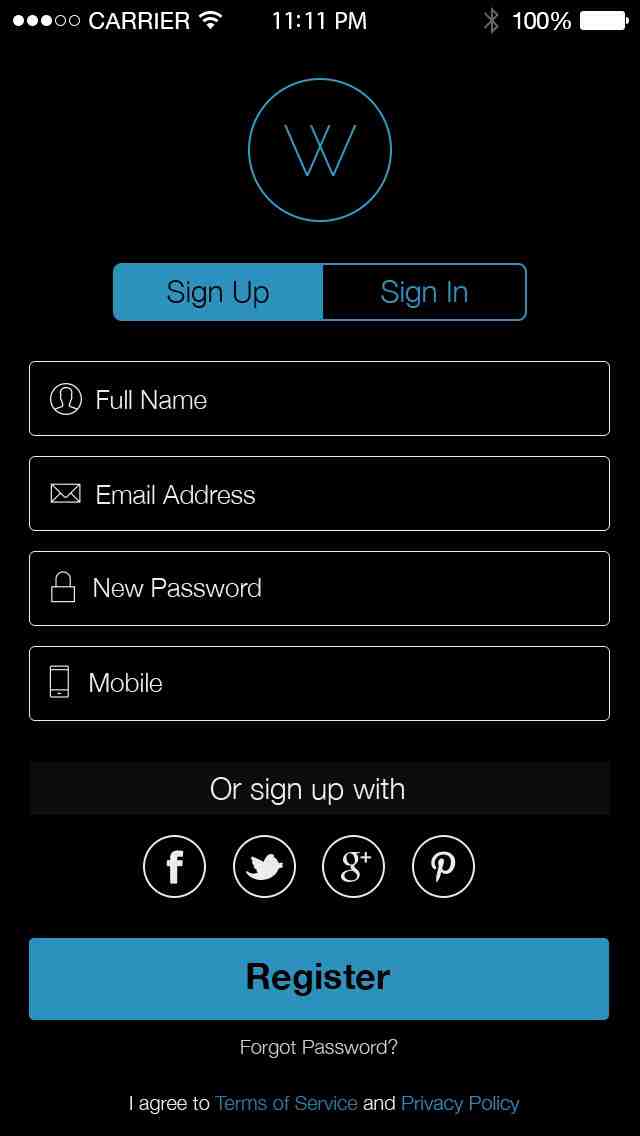 CARRIER 11:11 PM 100%
W
Sign Up Sign In
Full Name
Email Address
New Password
Mobile
Or sign up with
f g+ p
Register
Forgot Password?
I agree to Terms of Service and Privacy Policy